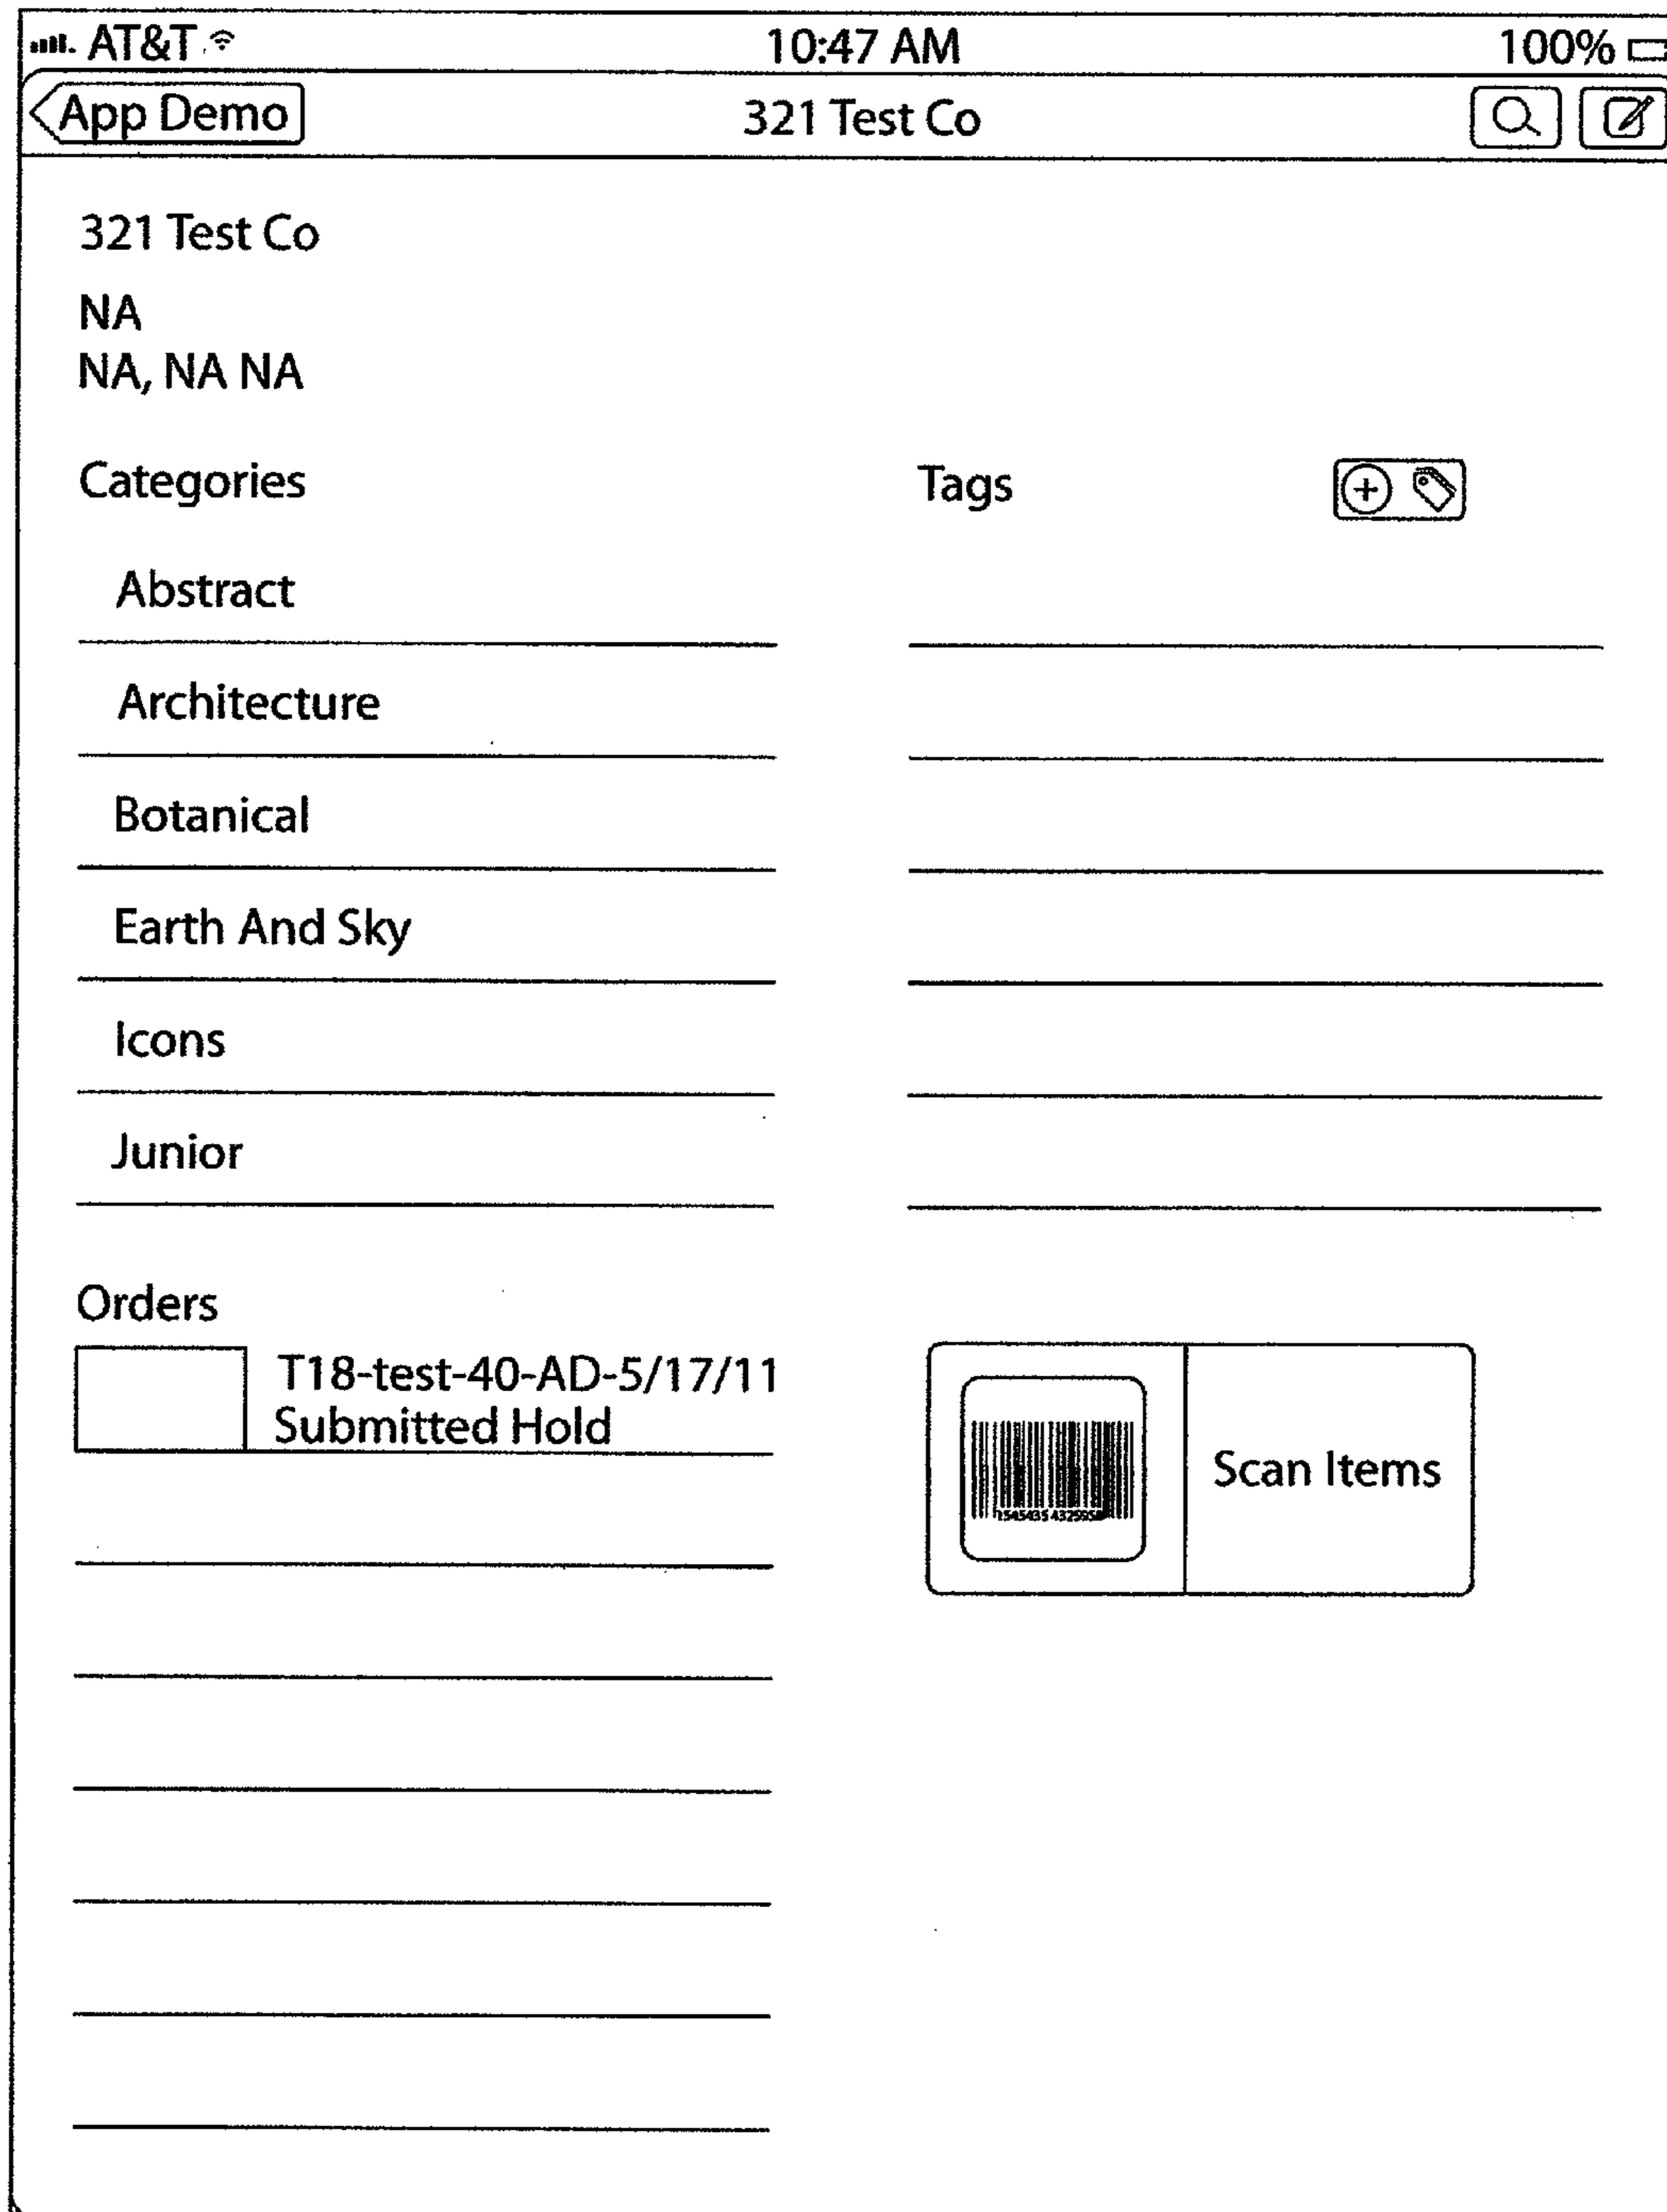 AT&T 10:47 AM 100%
App Demo 321 Test Co
321 Test Co
NA
NA, NA NA
Categories Tags
Abstract
Architecture
Botanical
Earth And Sky
Icons
Junior
Orders
T18-test-40-AD-5/17/11
Submitted Hold
Scan Items